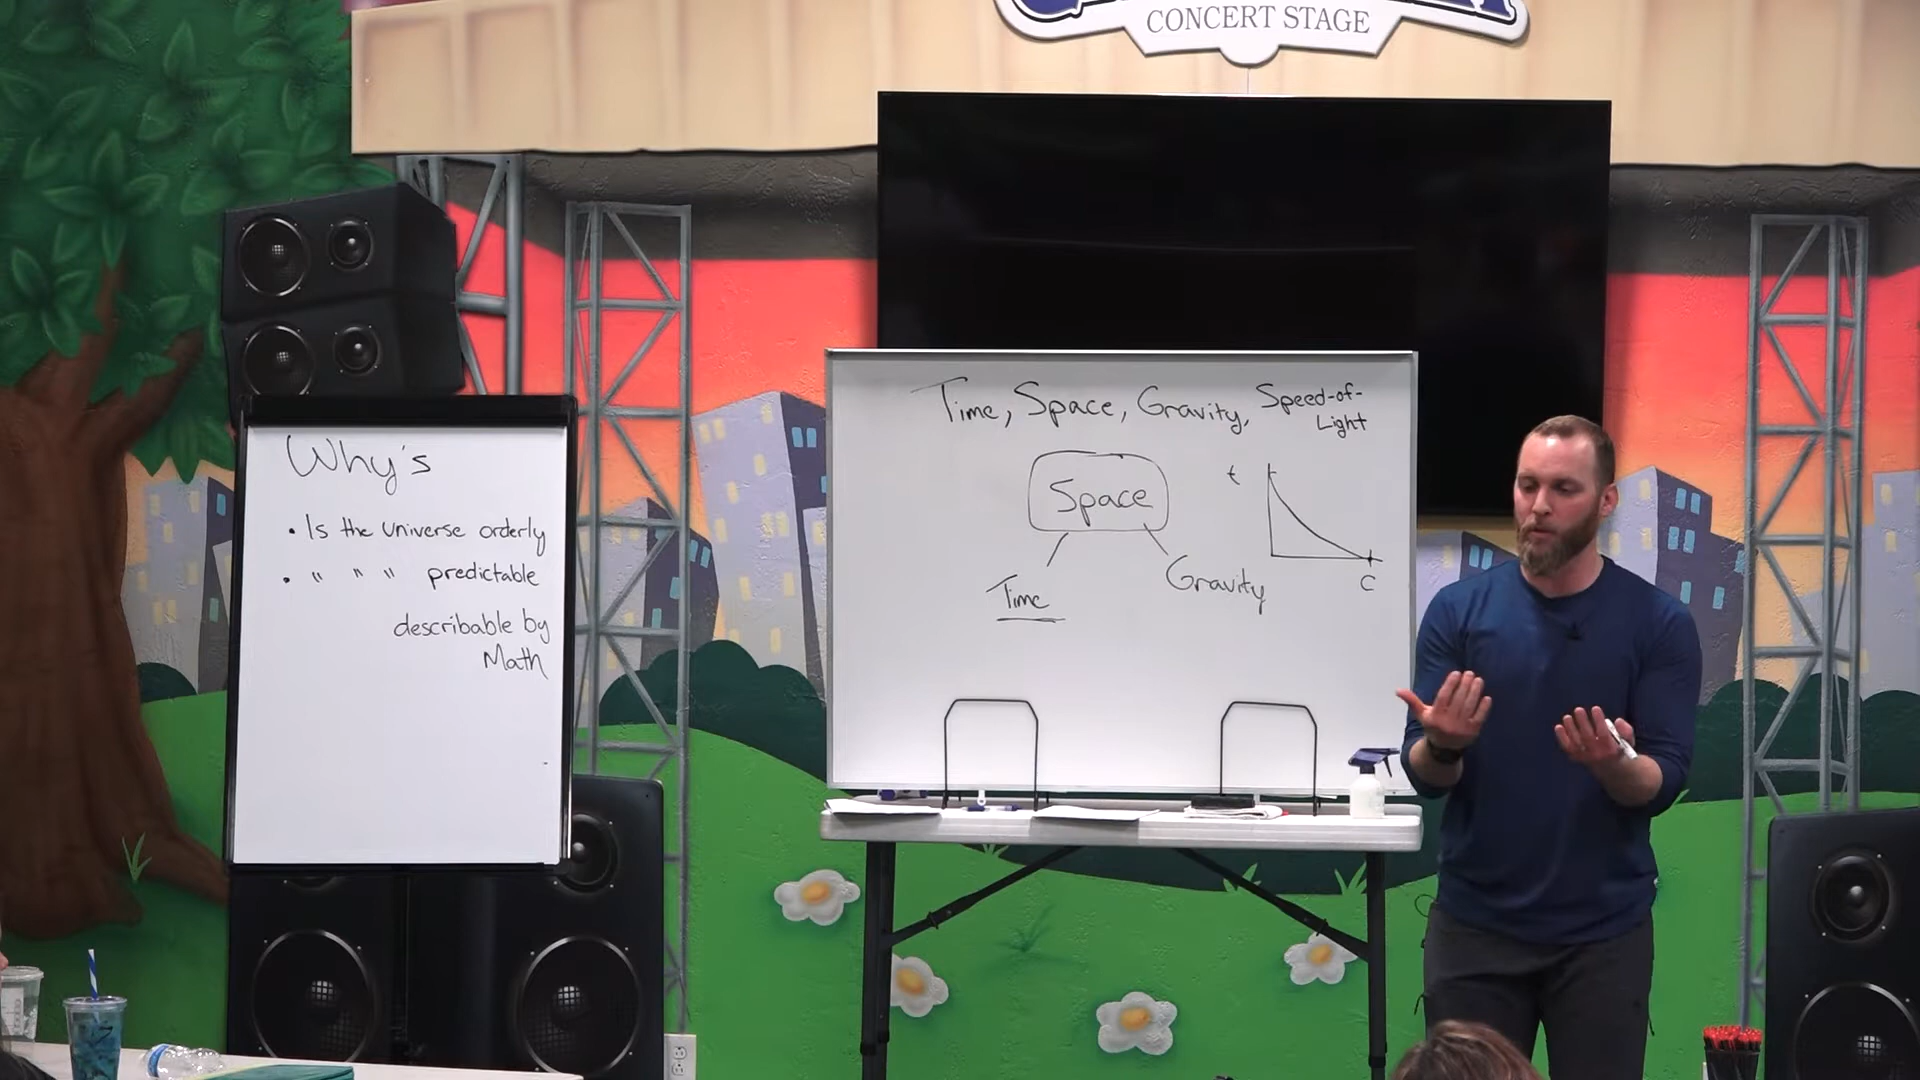 CONCERT STAGE
Why's
• Is the Universe orderly
• " " " predictable
describable by
Math
Time, Space, Gravity, Speed-of-
Light
Space
Time
Gravity
t
C